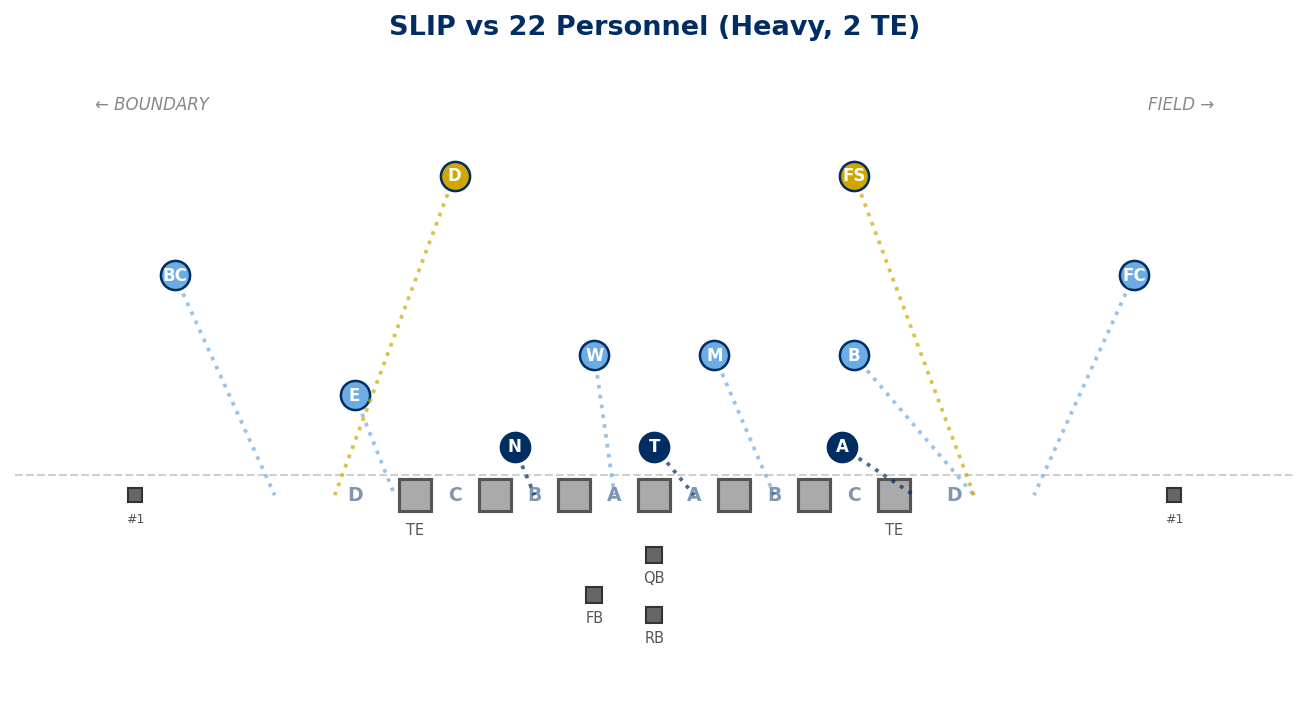 SLIP vs 22 Personnel (Heavy, 2 TE)
← BOUNDARY
FIELD →
D
FS
BC
FC
W
M
B
E
N
T
A
D
C
B
A
A
B
C
D
#1
#1
TE
TE
QB
FB
RB